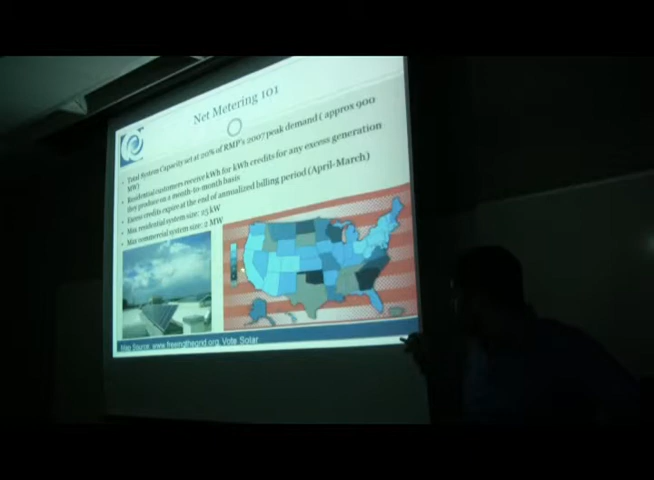 Net Metering 101
• Total System Capacity set at 20% of RMP's 2007 peak demand ( approx 900
MW)
• Residential customers receive kWh for kWh credits for any excess generation
they produce on a month-to-month basis
• Excess credits expire at the end of annualized billing period (April-March)
• Max residential system size: 25 kW
• Max commercial system size: 2 MW
Map Source: www.freeingthegrid.org, Vote Solar